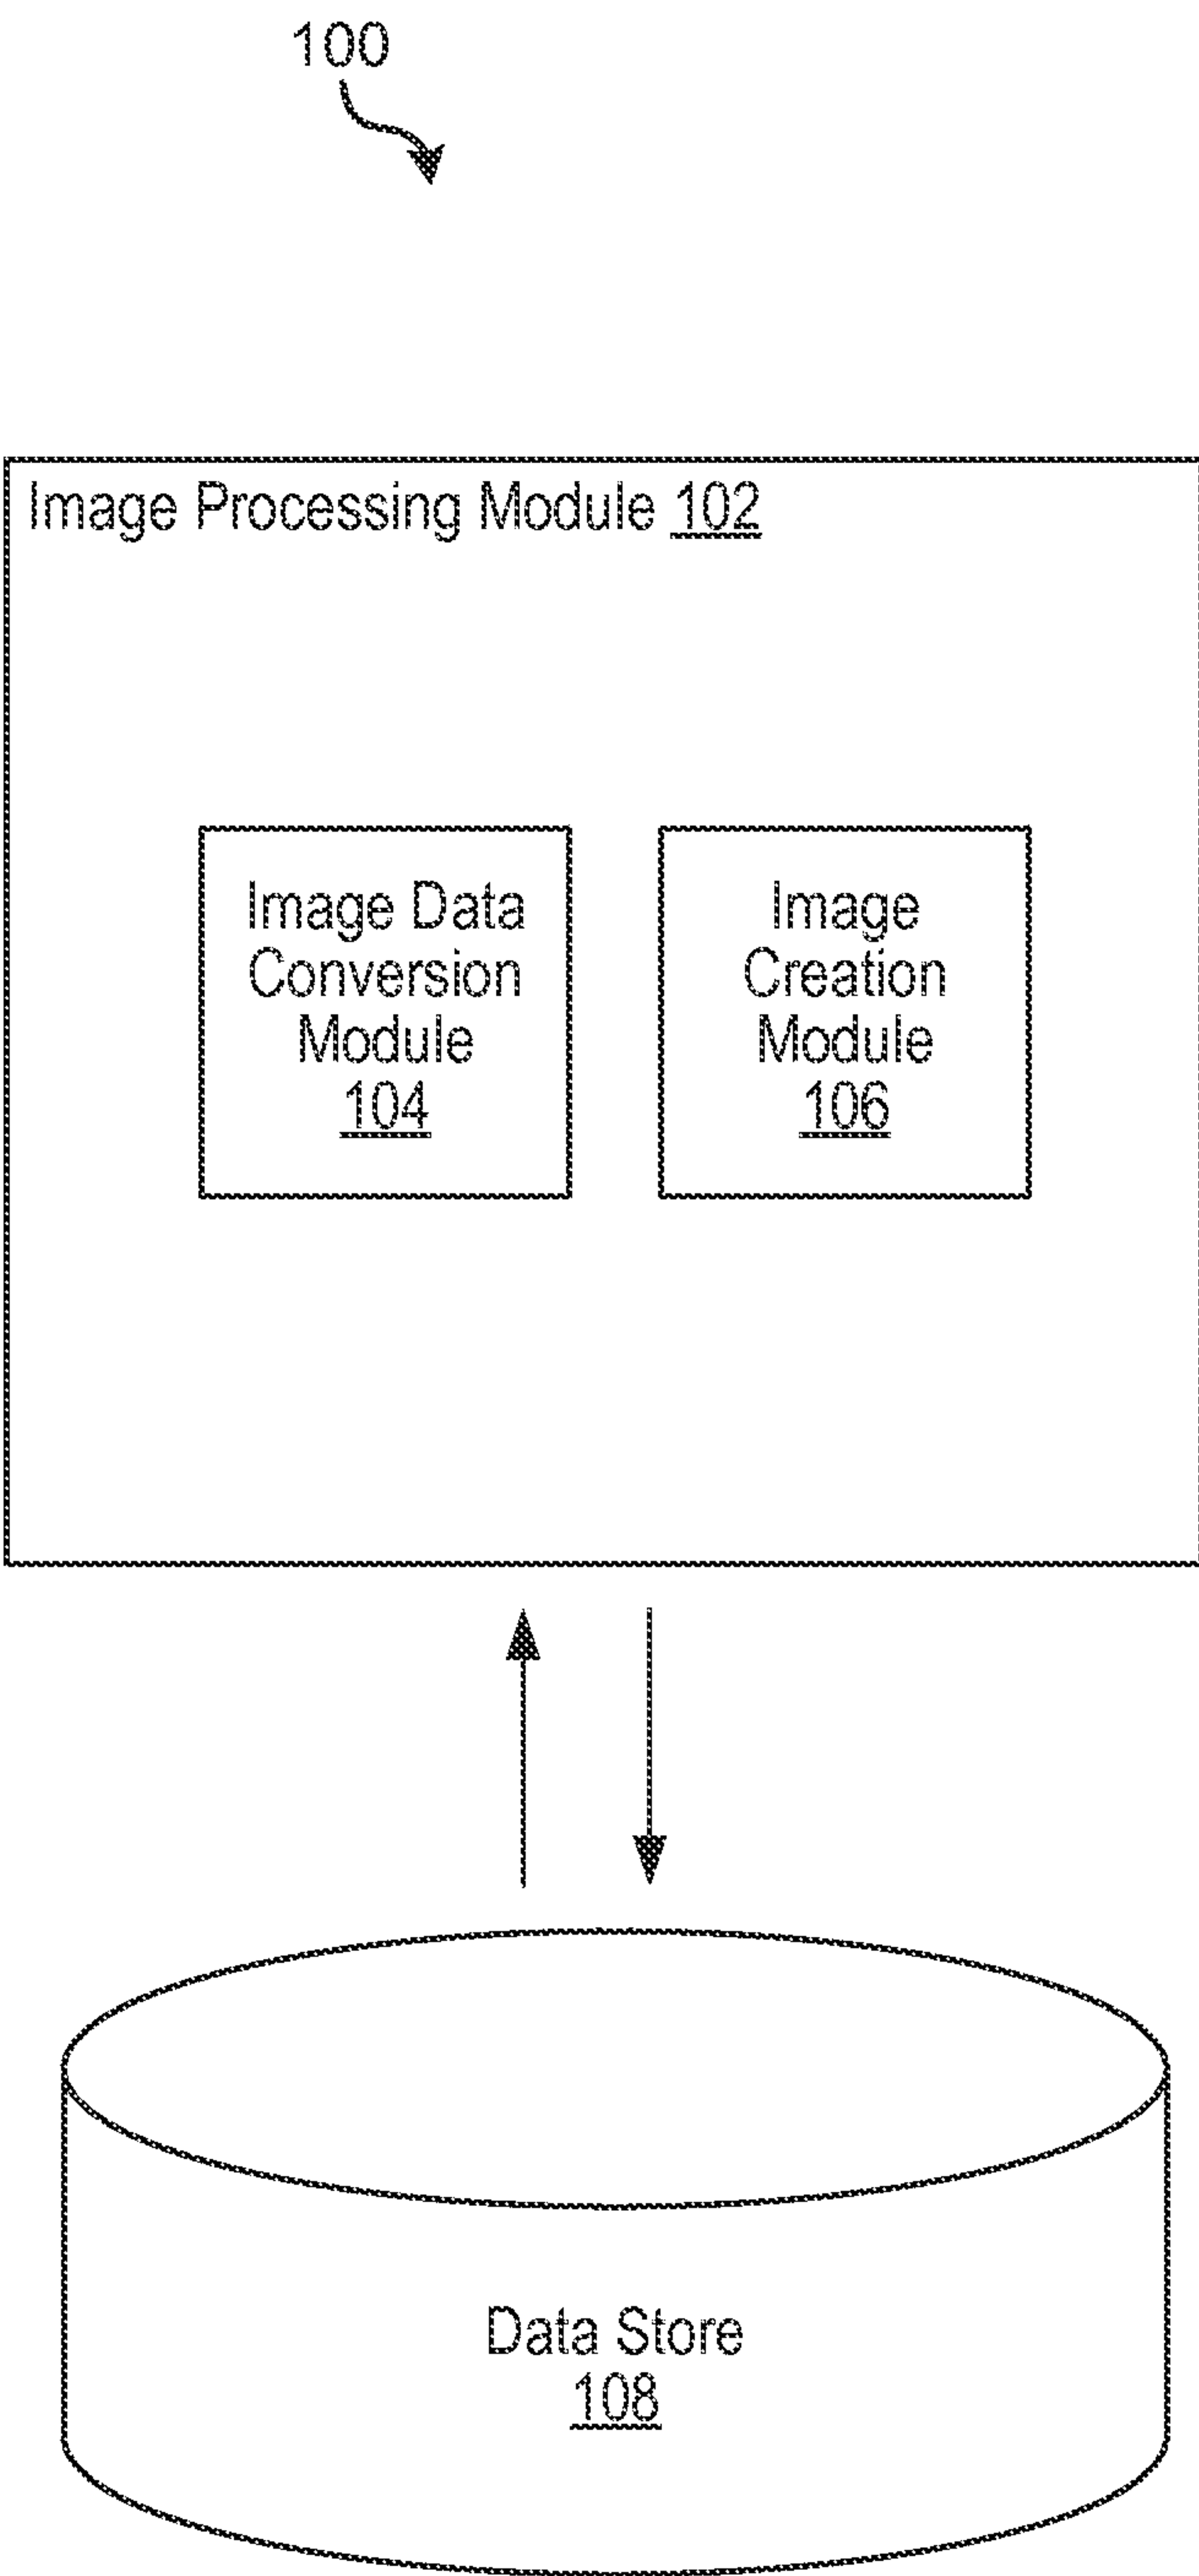 100
Image Processing Module 102
Image Data
Conversion
Module
104
Image
Creation
Module
106
Data Store
108